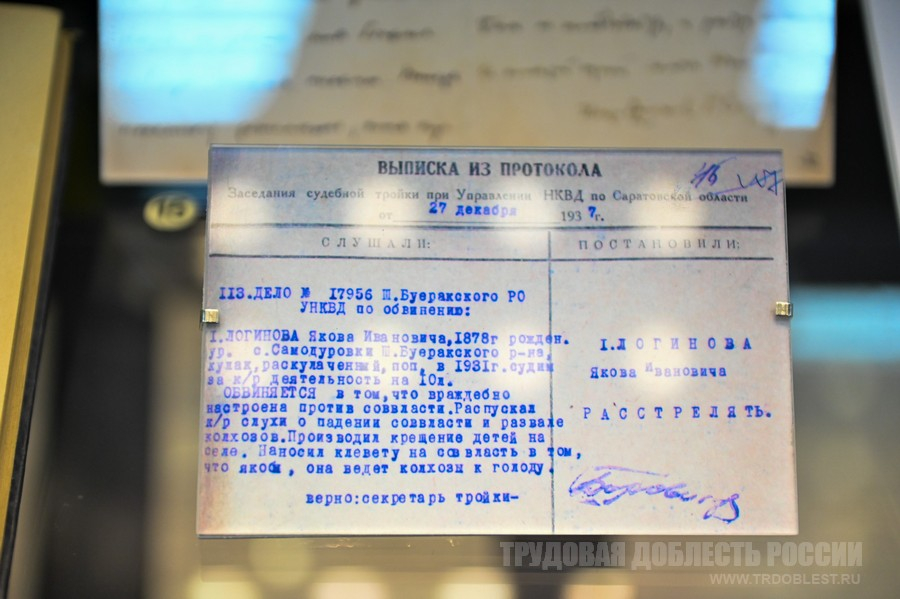 15
ВЫПИСКА ИЗ ПРОТОКОЛА
Заседания судебной тройки при Управлении НКВД по Саратовской области
от 27 декабря 1937г.
СЛУШАЛИ:
ПОСТАНОВИЛИ:
113.ДЕЛО № 17956 Ш.Буеракского РО
УНКВД по обвинению:
I.ЛОГИНОВА Якова Ивановича,1878г рожден.
ур. с.Самодуровки Ш.Буеракского р-на,
кулак,раскулаченный,поп, в 1931г.судим
за к/р деятельность на 10л.
ОБВИНЯЕТСЯ в том,что враждебно
настроена против соввласти.Распускал
к/р слухи о падении соввласти и развале
колхозов.Производил крещение детей на
селе. Наносил клевету на соввласть в том,
что якобы, она ведет колхозы к голоду.
верно:секретарь тройки-
I.ЛОГИНОВА
Якова Ивановича
РАССТРЕЛЯТЬ.
ТРУДОВАЯ ДОБЛЕСТЬ РОССИИ
WWW.TRDOBLEST.RU